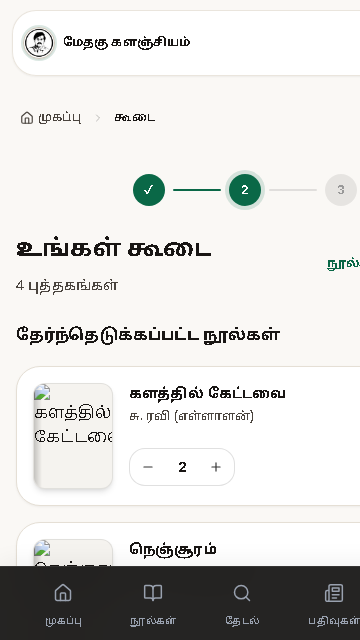 மேதகு களஞ்சியம்
முகப்பு
கூடை
✓
2
3
உங்கள் கூடை
4 புத்தகங்கள்
தேர்ந்தெடுக்கப்பட்ட நூல்கள்
களத்தில் கேட்டவை
சு. ரவி (எள்ளாளன்)
களத்தில்
கேட்டவை
− 2 +
நெஞ்சூரம்
முகப்பு
நூல்கள்
தேடல்
பதிவுகள்